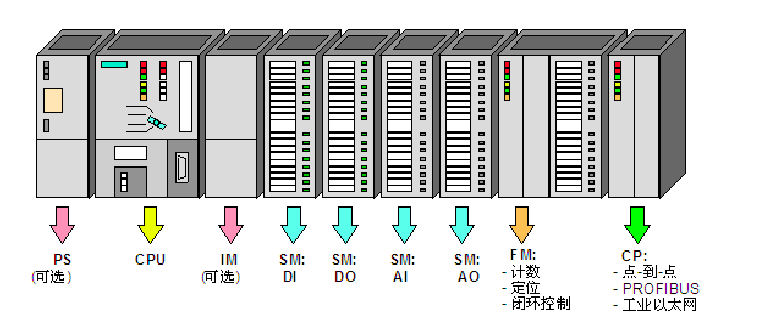 PS
(可选)
CPU
IM
(可选)
SM:
DI
SM:
DO
SM:
AI
SM:
AO
FM:
- 计数
- 定位
- 闭环控制
CP:
- 点-到-点
- PROFIBUS
- 工业以太网